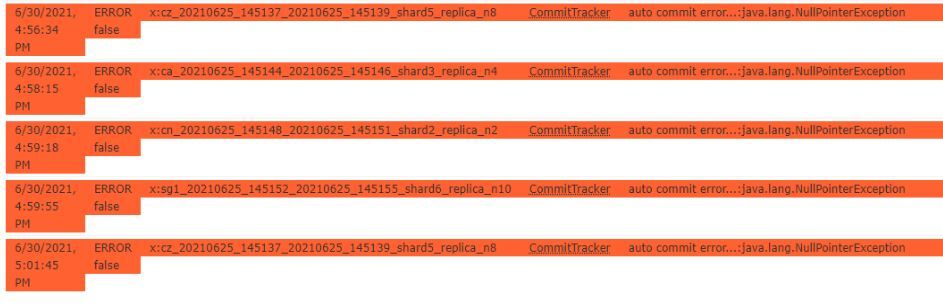 6/30/2021, ERROR x:cz_20210625_145137_20210625_145139_shard5_replica_n8 CommitTracker auto commit error...:java.lang.NullPointerException
4:56:34 false
PM
6/30/2021, ERROR x:ca_20210625_145144_20210625_145146_shard3_replica_n4 CommitTracker auto commit error...:java.lang.NullPointerException
4:58:15 false
PM
6/30/2021, ERROR x:cn_20210625_145148_20210625_145151_shard2_replica_n2 CommitTracker auto commit error...:java.lang.NullPointerException
4:59:18 false
PM
6/30/2021, ERROR x:sg1_20210625_145152_20210625_145155_shard6_replica_n10 CommitTracker auto commit error...:java.lang.NullPointerException
4:59:55 false
PM
6/30/2021, ERROR x:cz_20210625_145137_20210625_145139_shard5_replica_n8 CommitTracker auto commit error...:java.lang.NullPointerException
5:01:45 false
PM